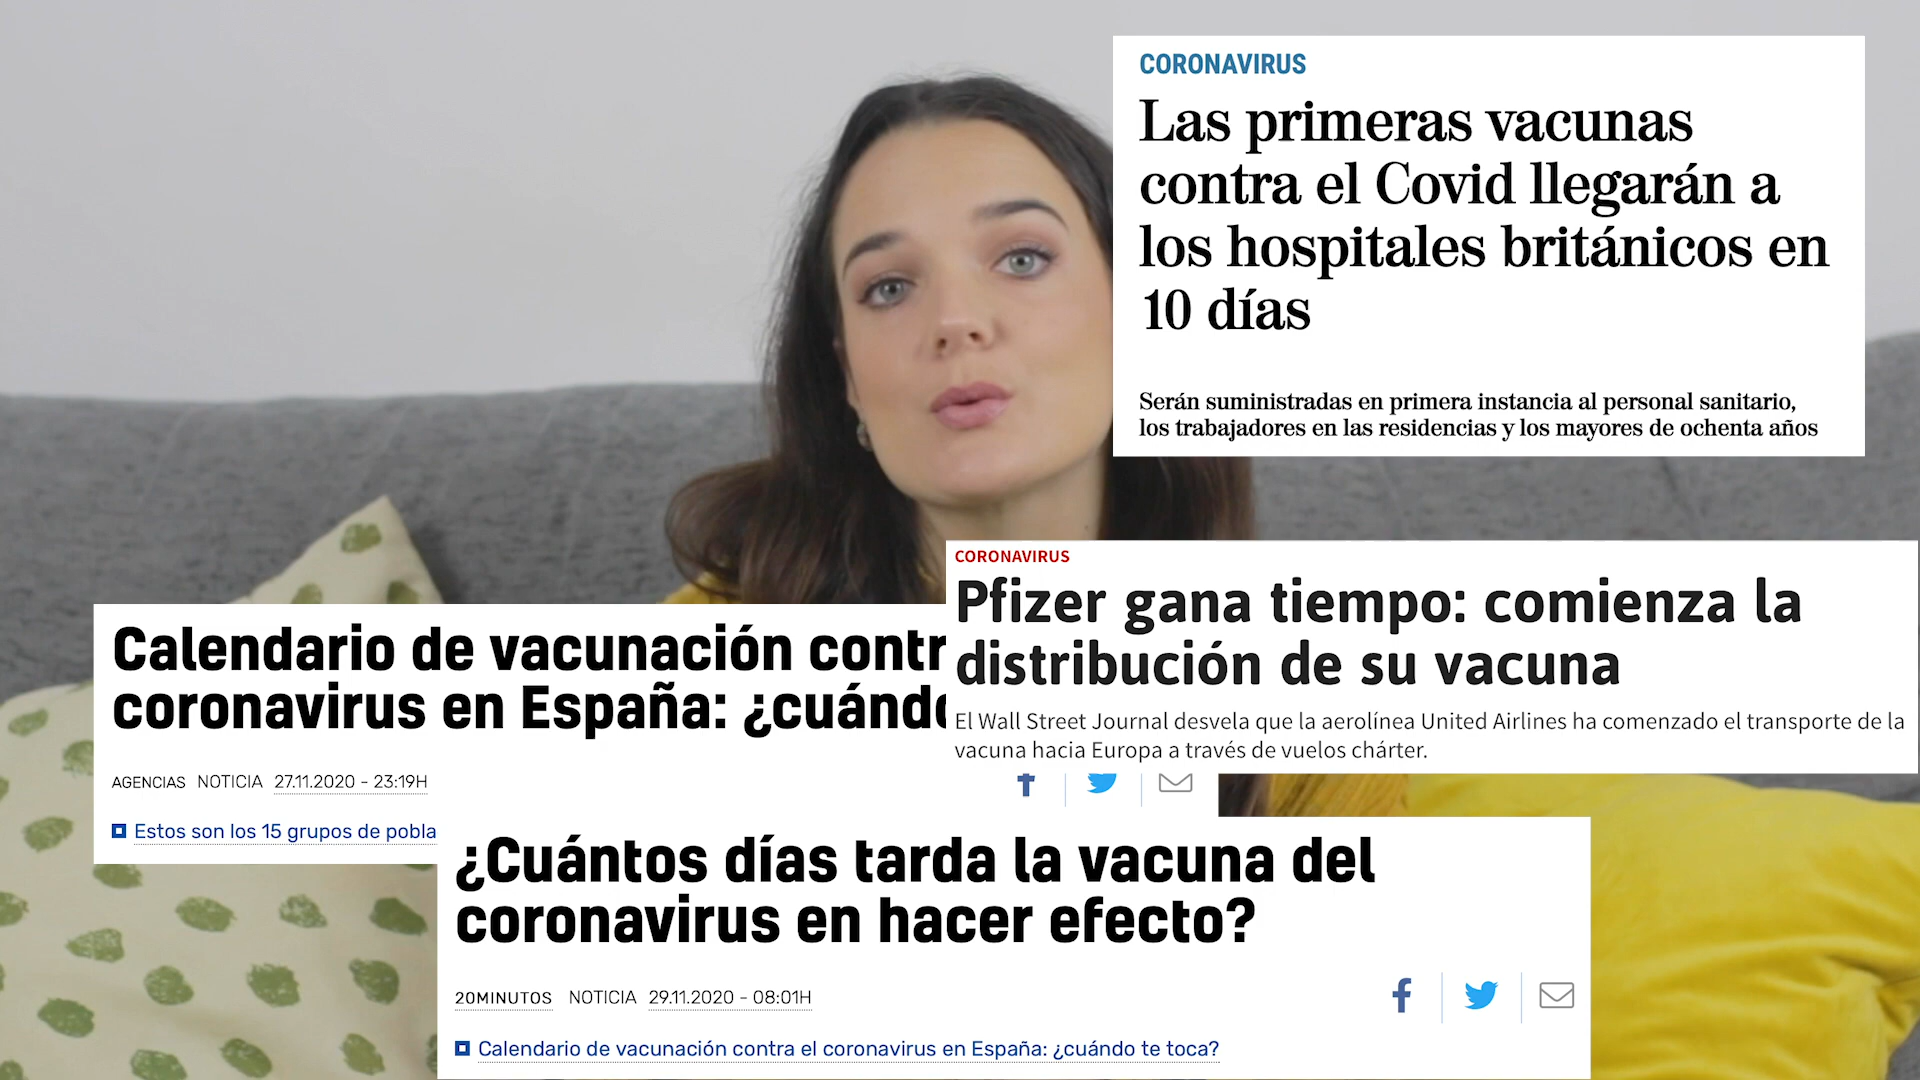 CORONAVIRUS
Las primeras vacunas
contra el Covid llegarán a
los hospitales británicos en
10 días
Serán suministradas en primera instancia al personal sanitario,
los trabajadores en las residencias y los mayores de ochenta años
CORONAVIRUS
Pfizer gana tiempo: comienza la
distribución de su vacuna
El Wall Street Journal desvela que la aerolínea United Airlines ha comenzado el transporte de la
vacuna hacia Europa a través de vuelos chárter.
Calendario de vacunación contr
coronavirus en España: ¿cuándo
AGENCIAS NOTICIA 27.11.2020 - 23:19H
Estos son los 15 grupos de pobla
¿Cuántos días tarda la vacuna del
coronavirus en hacer efecto?
20MINUTOS NOTICIA 29.11.2020 - 08:01H
Calendario de vacunación contra el coronavirus en España: ¿cuándo te toca?